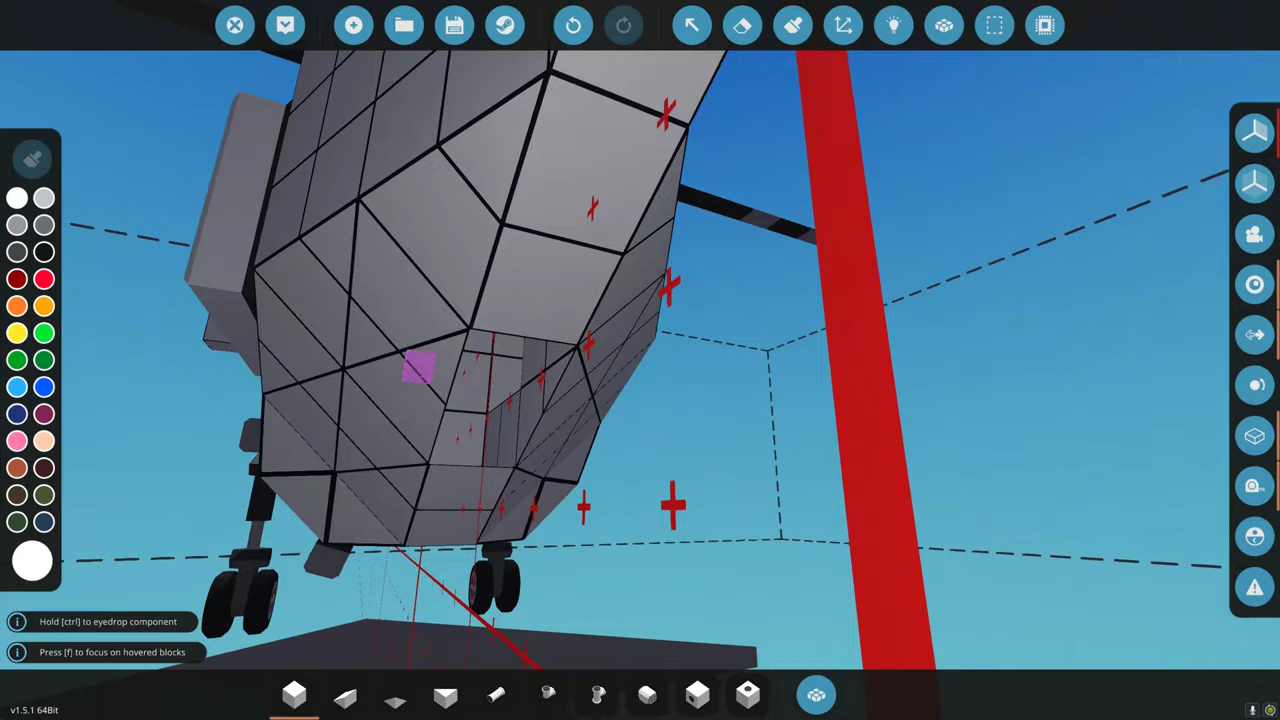 Hold [ctrl] to eyedrop component
Press [f] to focus on hovered blocks
v1.5.1 64Bit